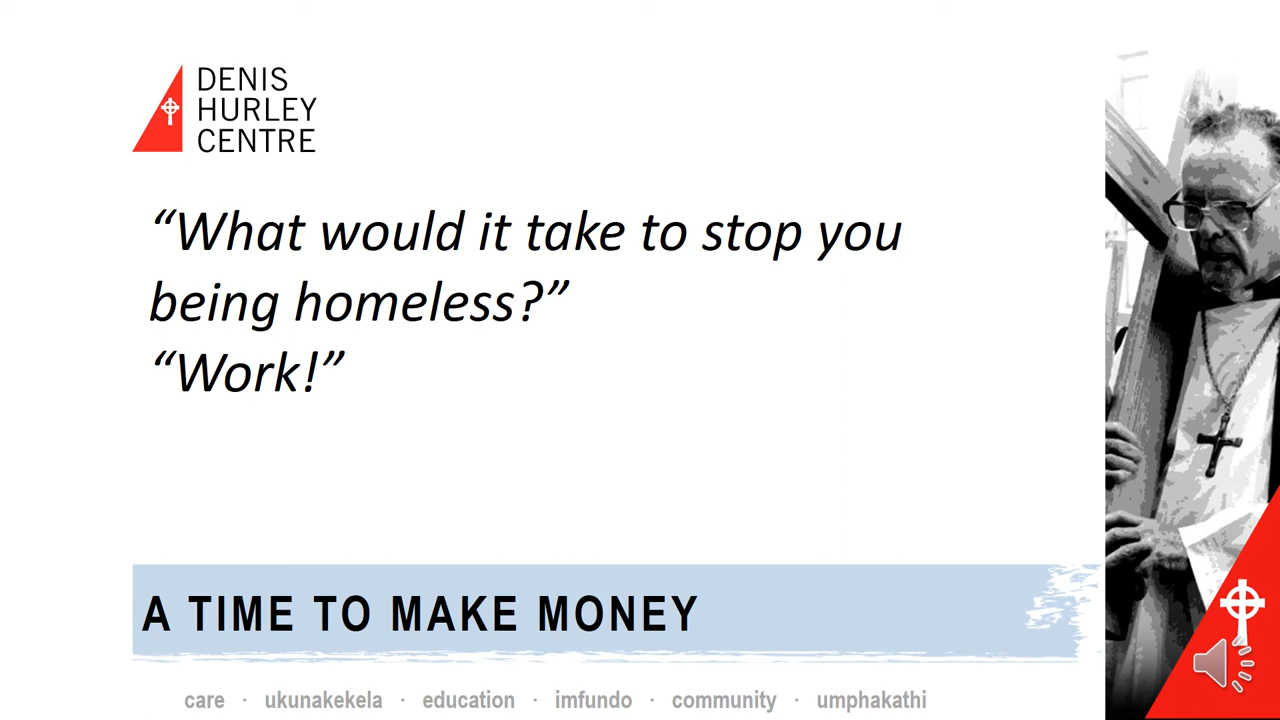 DENIS
HURLEY
CENTRE
“What would it take to stop you
being homeless?”
“Work!”
A TIME TO MAKE MONEY
care · ukunakekela · education · imfundo · community · umphakathi